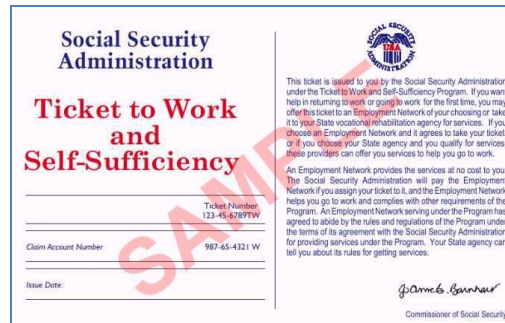 Social Security
Administration
Ticket to Work
and
Self-Sufficiency
Ticket Number
123-45-6789TW
Claim Account Number
987-65-4321 W
Issue Date:
SOCIAL SECURITY
USA
ADMINISTRATION
This ticket is issued to you by the Social Security Administration
under the Ticket to Work and Self-Sufficiency Program. If you want
help in returning to work or going to work for the first time, you may
offer this ticket to an Employment Network of your choosing or take
it to your State vocational rehabilitation agency for services. If you
choose an Employment Network and it agrees to take your ticket,
or if you choose your State agency and you qualify for services,
these providers can offer you services to help you go to work.
An Employment Network provides the services at no cost to you.
The Social Security Administration will pay the Employment
Network if you assign your ticket to it, and the Employment Network
helps you go to work and complies with other requirements of the
Program. An Employment Network serving under the Program has
agreed to abide by the rules and regulations of the Program under
the terms of its agreement with the Social Security Administration
for providing services under the Program. Your State agency can
tell you about its rules for getting services.
Commissioner of Social Security
SAMPLE